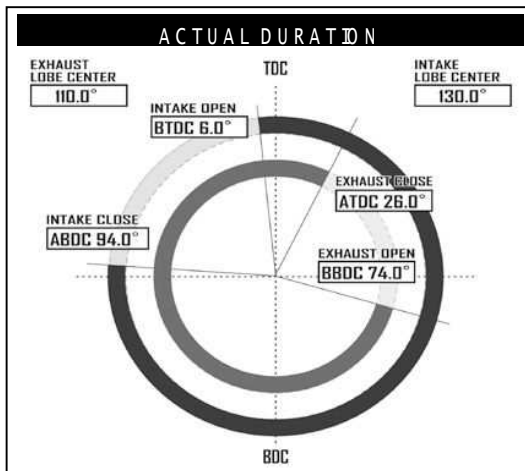 ACTUAL DURATION
EXHAUST
LOBE CENTER
110.0°
TDC
INTAKE
LOBE CENTER
130.0°
INTAKE OPEN
BTDC 6.0°
EXHAUST CLOSE
ATDC 26.0°
INTAKE CLOSE
ABDC 94.0°
EXHAUST OPEN
BBDC 74.0°
BDC